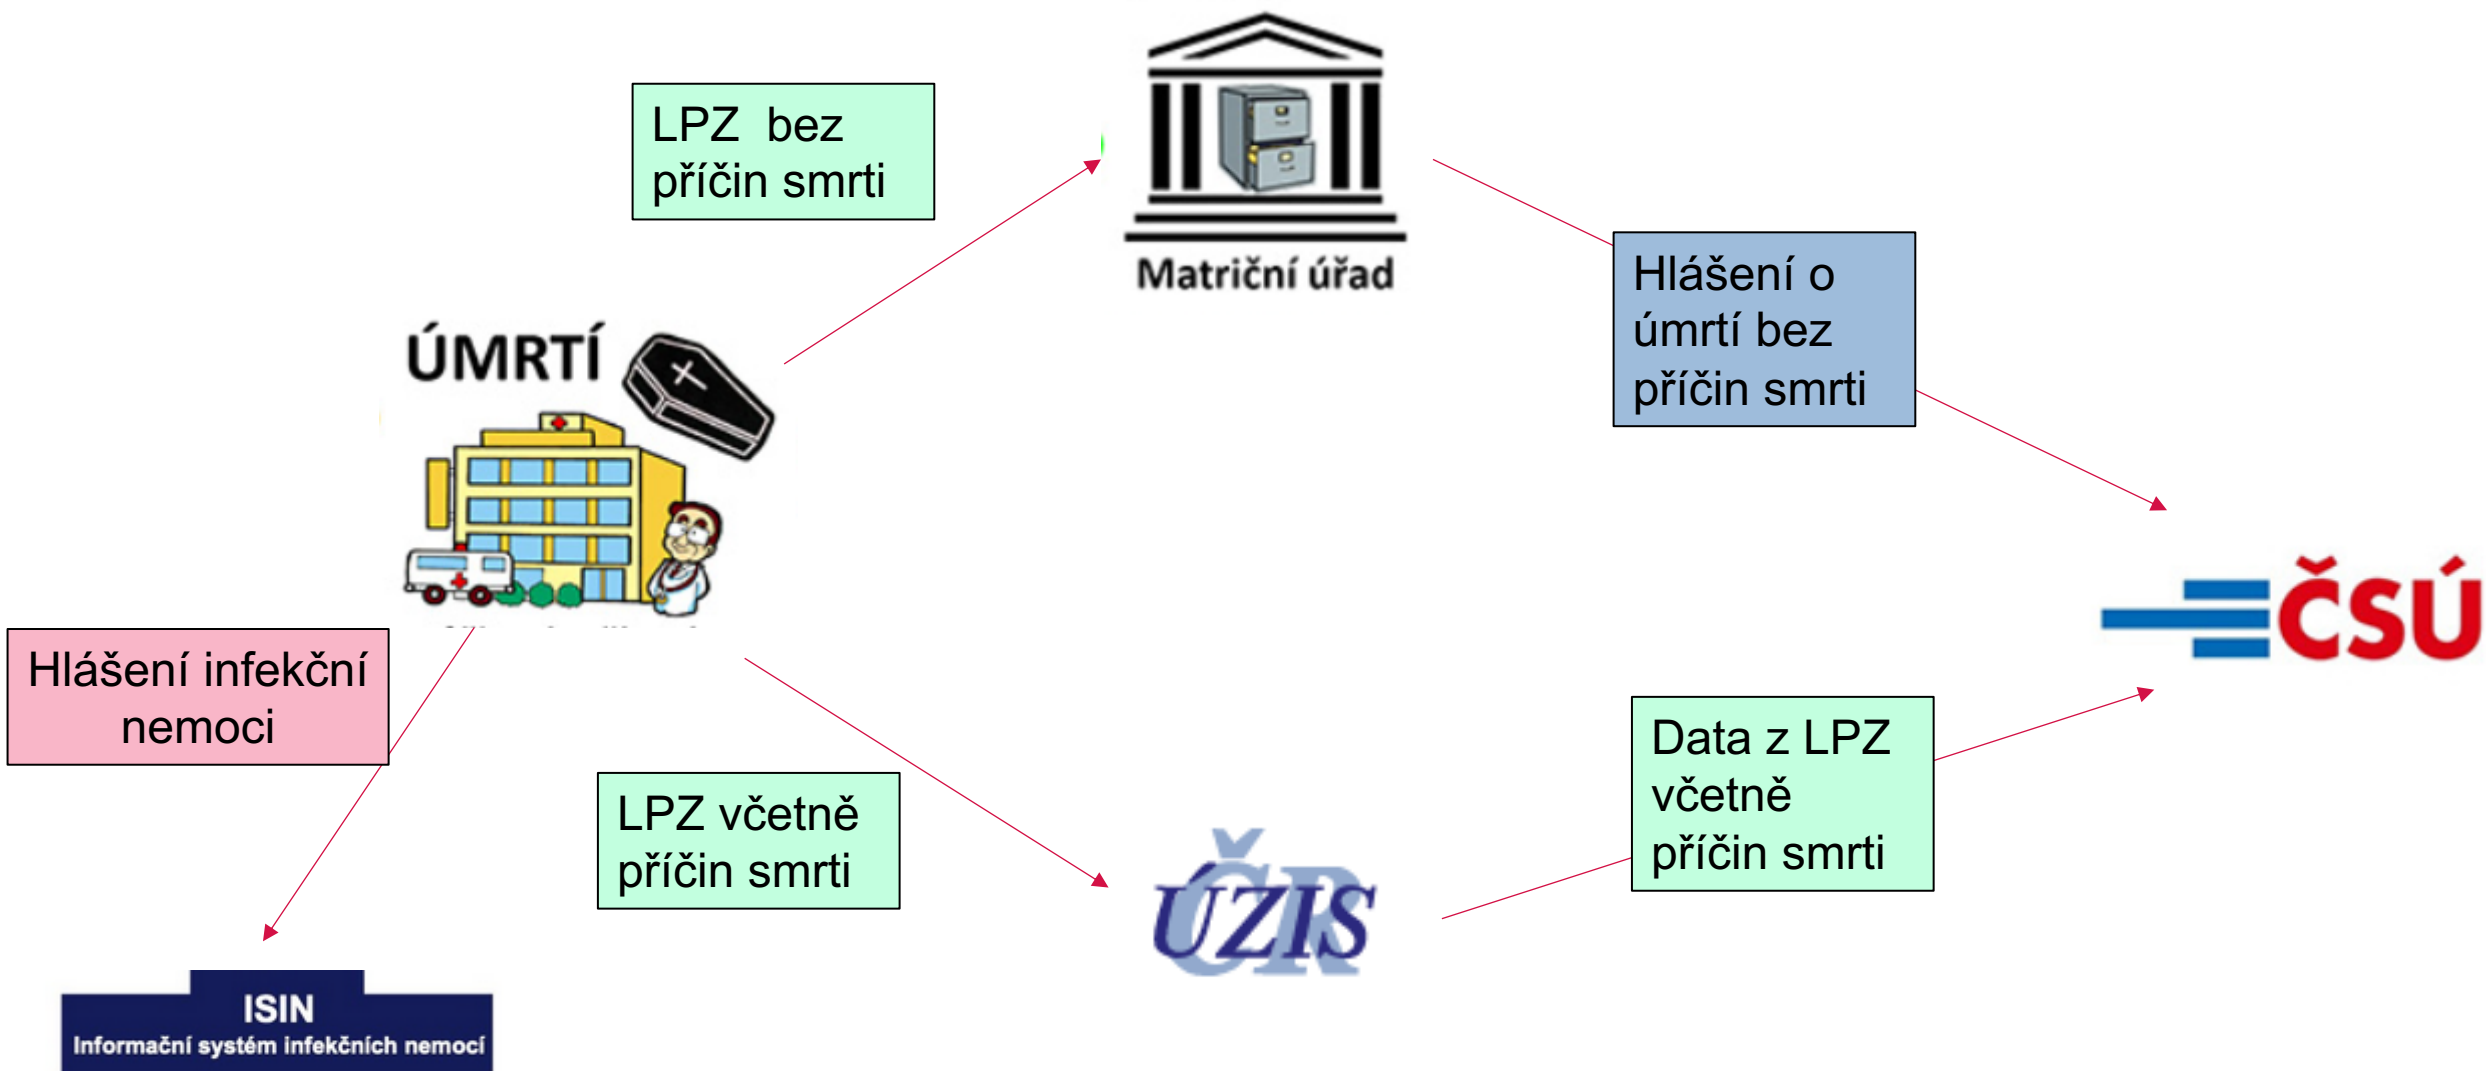 LPZ bez
příčin smrti
Matriční úřad
Hlášení o
úmrtí bez
příčin smrti
ÚMRTÍ
ČSÚ
Hlášení infekční
nemoci
LPZ včetně
příčin smrti
Data z LPZ
včetně
příčin smrti
ÚZIS
ČR
ISIN
Informační systém infekčních nemocí